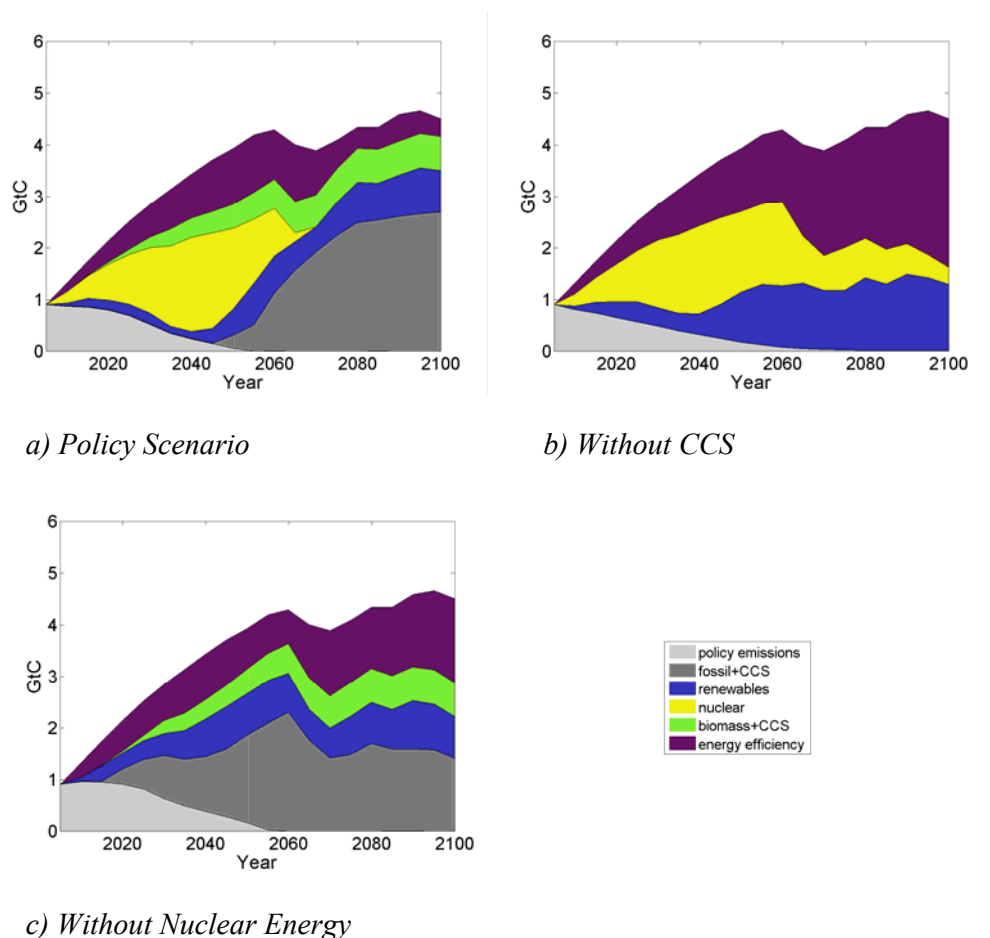 6
5
4
3
2
1
0
GtC
2020 2040 2060 2080 2100
Year
a) Policy Scenario
6
5
4
3
2
1
0
GtC
2020 2040 2060 2080 2100
Year
b) Without CCS
6
5
4
3
2
1
0
GtC
2020 2040 2060 2080 2100
Year
c) Without Nuclear Energy
policy emissions
fossil+CCS
renewables
nuclear
biomass+CCS
energy efficiency